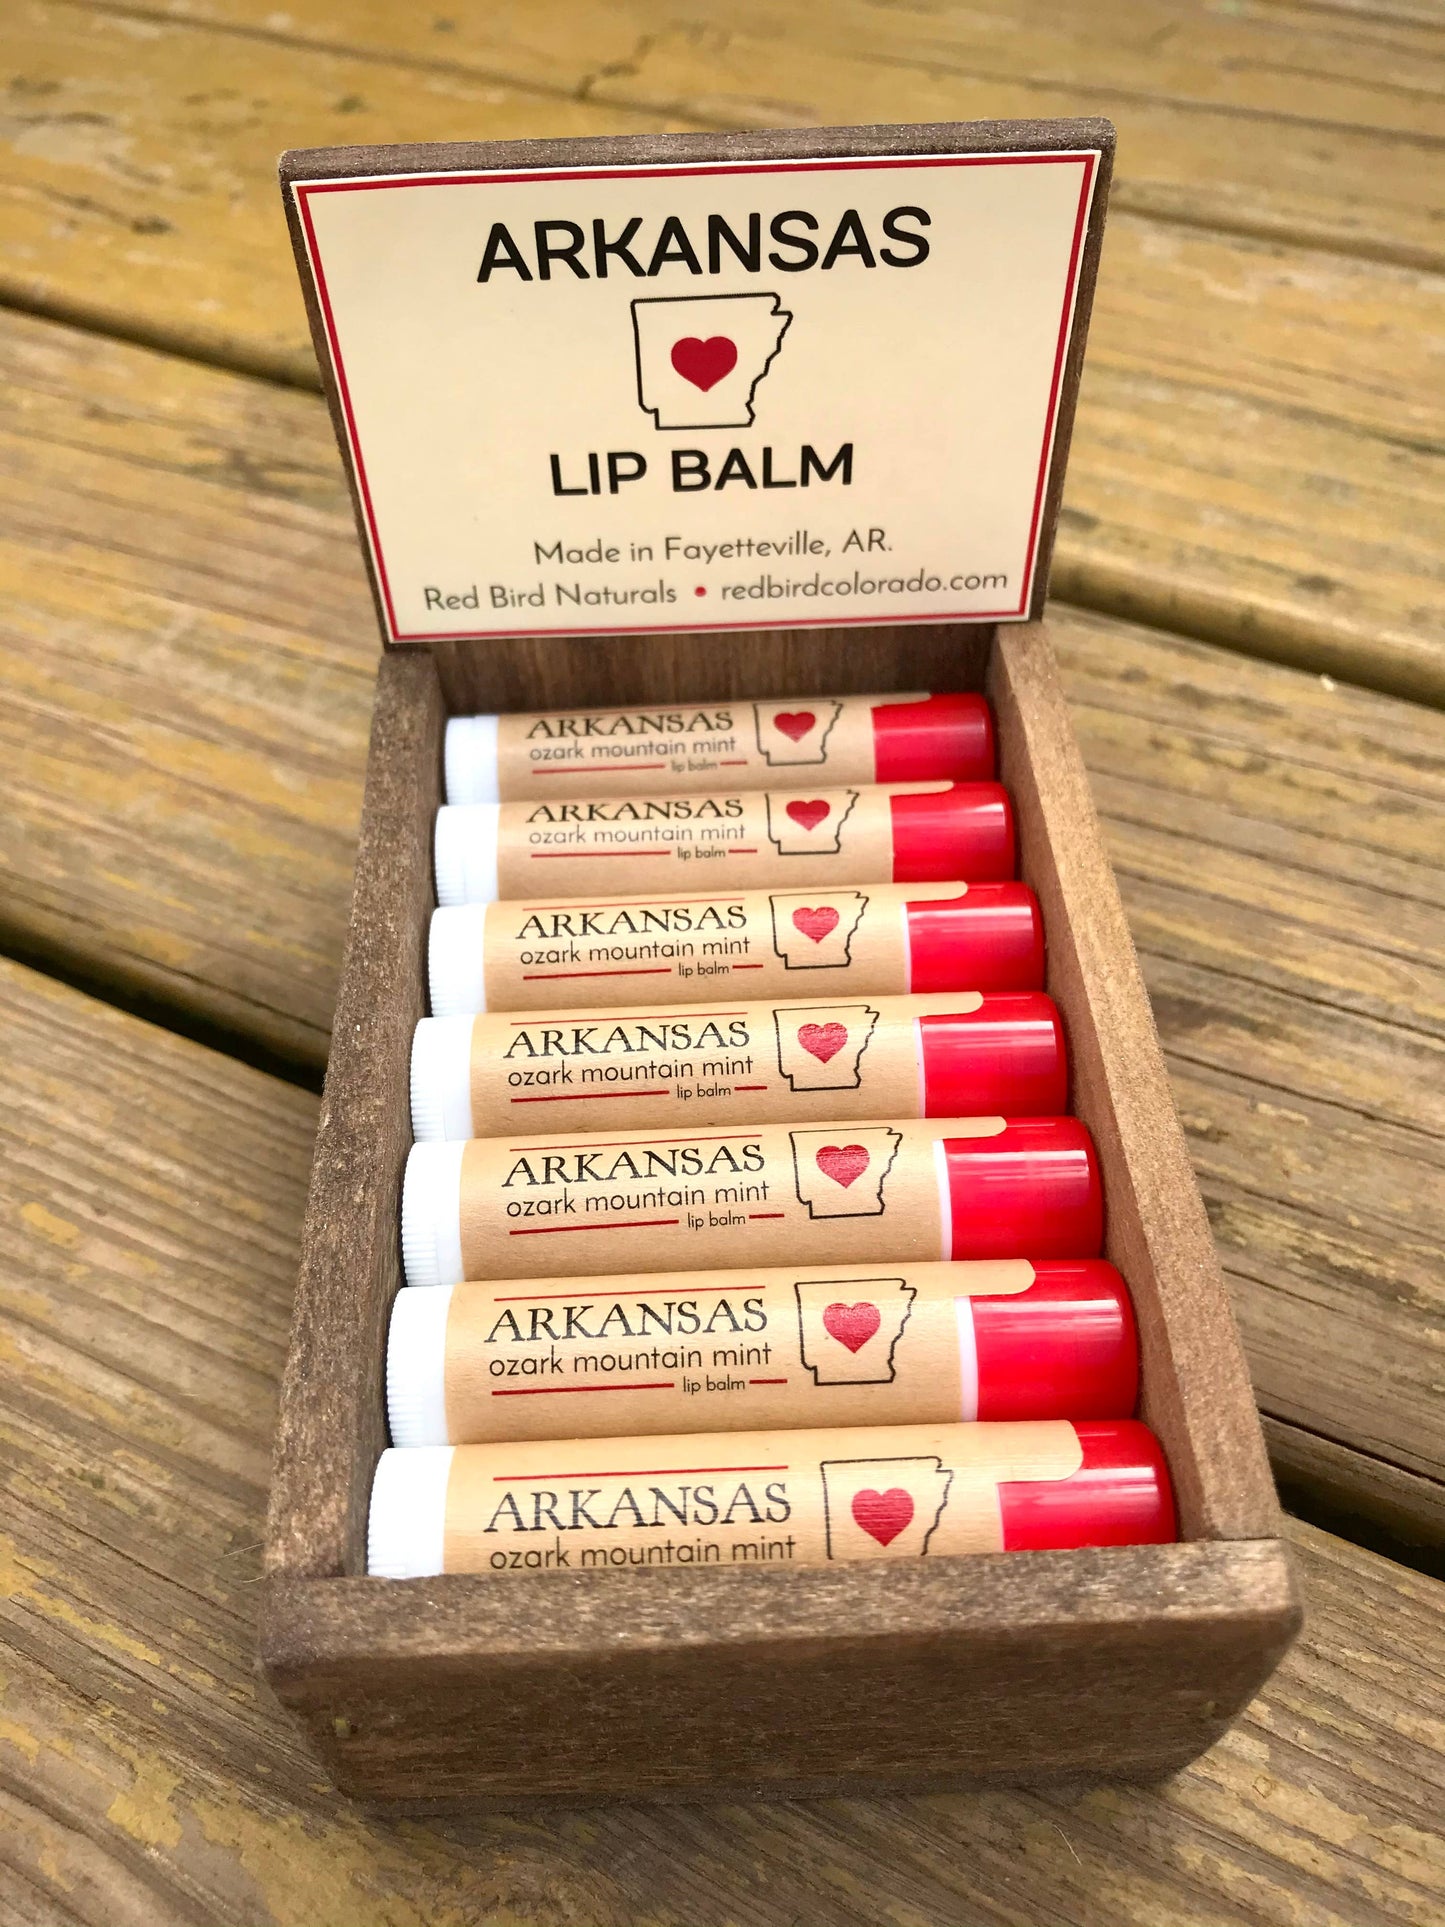 ARKANSAS
LIP BALM
Made in Fayetteville, AR.
Red Bird Naturals • redbirdcolorado.com
ARKANSAS
ozark mountain mint
lip balm
ARKANSAS
ozark mountain mint
lip balm
ARKANSAS
ozark mountain mint
lip balm
ARKANSAS
ozark mountain mint
lip balm
ARKANSAS
ozark mountain mint
lip balm
ARKANSAS
ozark mountain mint
lip balm
ARKANSAS
ozark mountain mint